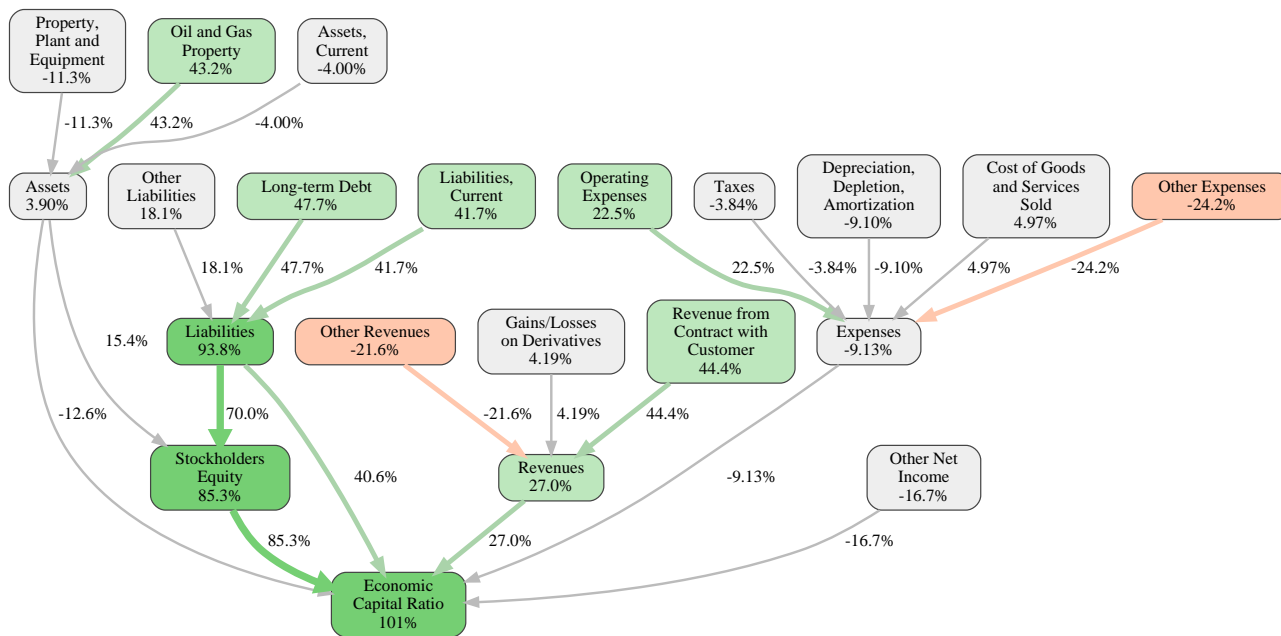 Property,
Plant and
Equipment
-11.3%
Oil and Gas
Property
43.2%
Assets,
Current
-4.00%
-11.3%
43.2%
-4.00%
Assets
3.90%
Other
Liabilities
18.1%
Long-term Debt
47.7%
Liabilities,
Current
41.7%
Operating
Expenses
22.5%
Taxes
-3.84%
Depreciation,
Depletion,
Amortization
-9.10%
Cost of Goods
and Services
Sold
4.97%
Other Expenses
-24.2%
18.1%
47.7%
41.7%
22.5%
-3.84%
-9.10%
4.97%
-24.2%
15.4%
Liabilities
93.8%
Other Revenues
-21.6%
Gains/Losses
on Derivatives
4.19%
Revenue from
Contract with
Customer
44.4%
Expenses
-9.13%
-12.6%
70.0%
-21.6%
4.19%
44.4%
Stockholders
Equity
85.3%
40.6%
Revenues
27.0%
-9.13%
Other Net
Income
-16.7%
85.3%
27.0%
-16.7%
Economic
Capital Ratio
101%